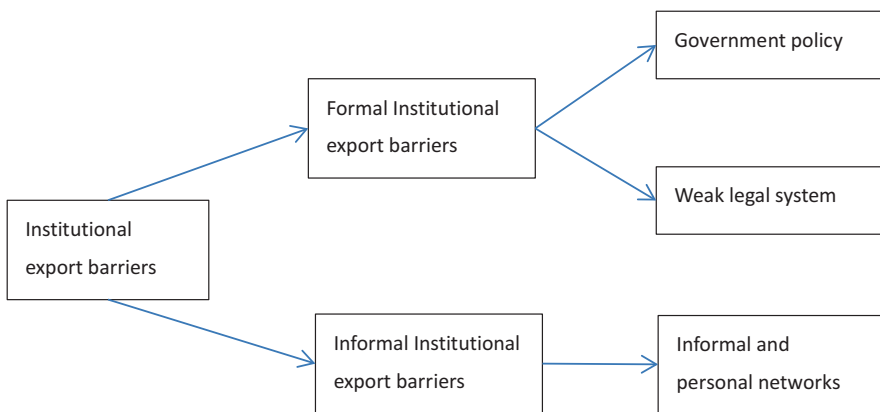 Government policy
Formal Institutional
export barriers
Weak legal system
Institutional
export barriers
Informal Institutional
export barriers
Informal and
personal networks